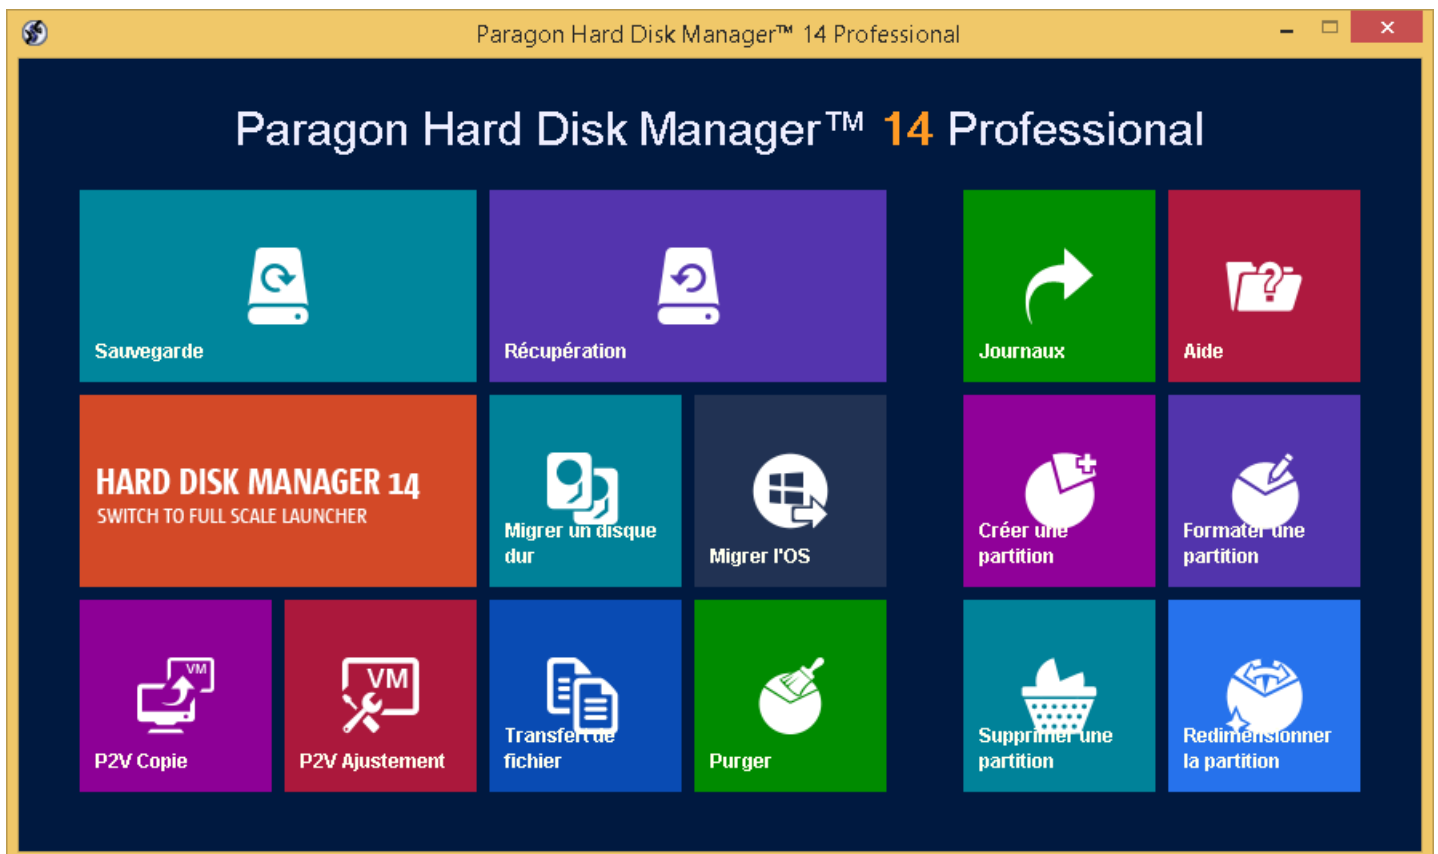 Paragon Hard Disk Manager™ 14 Professional
Paragon Hard Disk Manager™ 14 Professional
Sauvegarde
Récupération
Journaux
Aide
HARD DISK MANAGER 14
SWITCH TO FULL SCALE LAUNCHER
Migrer un disque
dur
Migrer l'OS
Créer une
partition
Formater une
partition
VM
P2V Copie
VM
P2V Ajustement
Transfert de
fichier
Purger
Supprimer une
partition
Redimensionner
la partition